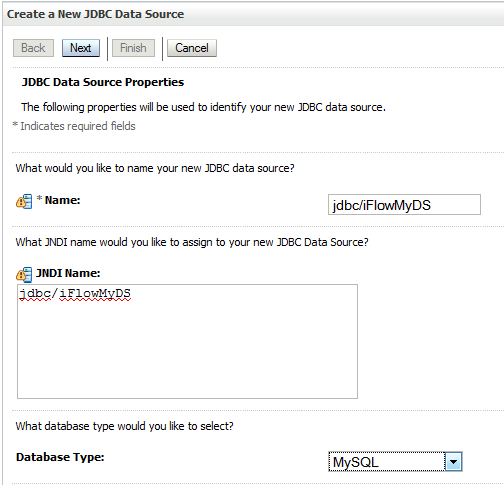 Create a New JDBC Data Source
Back Next Finish Cancel
JDBC Data Source Properties
The following properties will be used to identify your new JDBC data source.
* Indicates required fields
What would you like to name your new JDBC data source?
* Name: jdbc/iFlowMyDS
What JNDI name would you like to assign to your new JDBC Data Source?
JNDI Name:
jdbc/iFlowMyDS
What database type would you like to select?
Database Type: MySQL